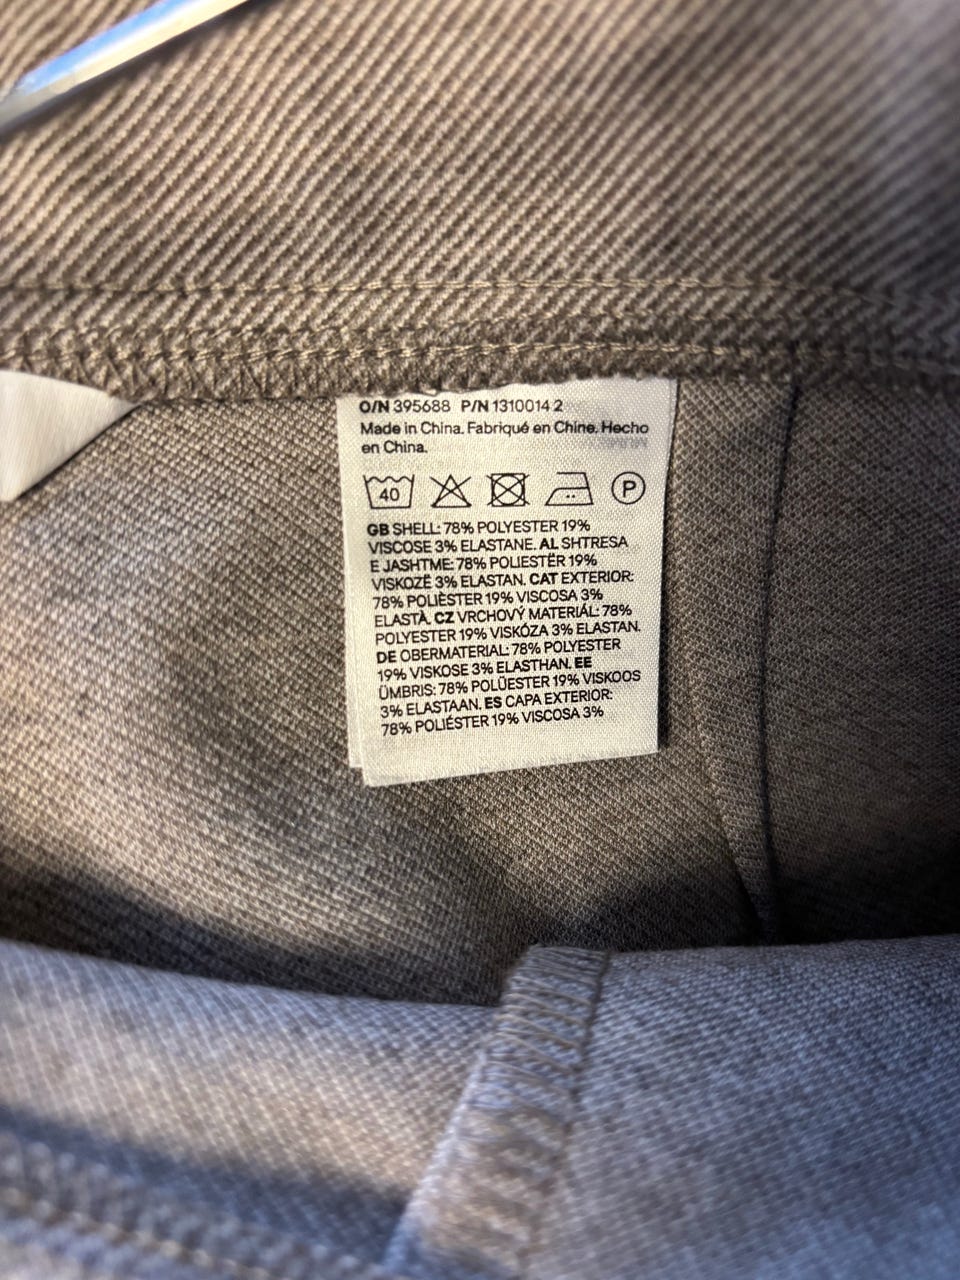 O/N 395688 P/N 1310014 2
Made in China. Fabriqué en Chine. Hecho
en China.
40 P
GB SHELL: 78% POLYESTER 19%
VISCOSE 3% ELASTANE. AL SHTRESA
E JASHTME: 78% POLIESTËR 19%
VISKOZË 3% ELASTAN. CAT EXTERIOR:
78% POLIÈSTER 19% VISCOSA 3%
ELASTÀ. CZ VRCHOVÝ MATERIÁL: 78%
POLYESTER 19% VISKÓZA 3% ELASTAN.
DE OBERMATERIAL: 78% POLYESTER
19% VISKOSE 3% ELASTHAN. EE
ÜMBRIS: 78% POLÜESTER 19% VISKOOS
3% ELASTAAN. ES CAPA EXTERIOR:
78% POLIÉSTER 19% VISCOSA 3%